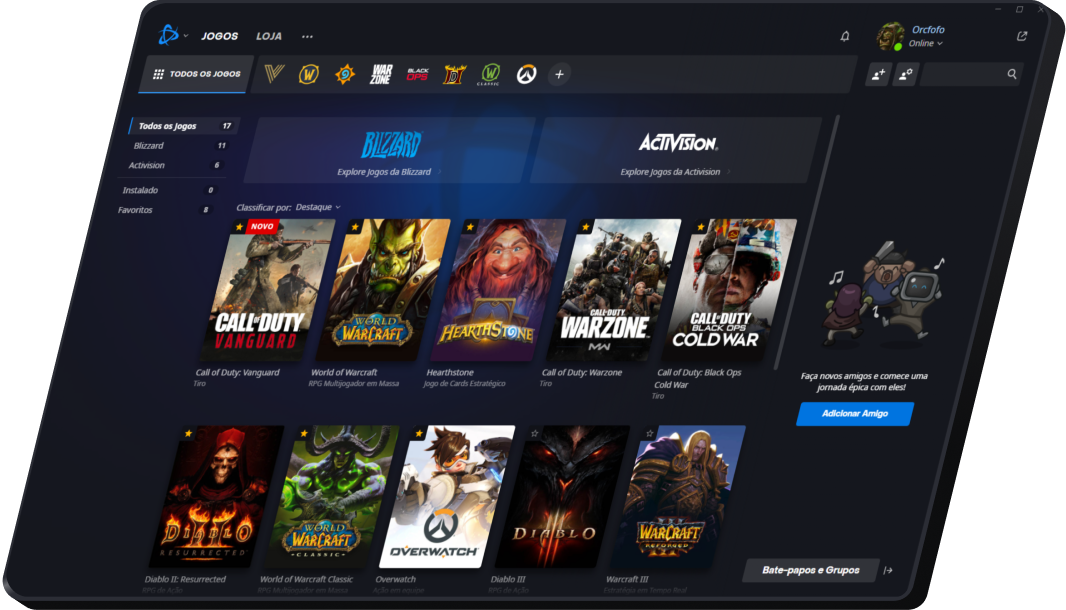 JOGOS LOJA
Orcfofo
Online
TODOS OS JOGOS
WAR
ZONE
BLACK
OPS
CLASSIC
Todos os Jogos 17
Blizzard 11
Activision 6
Instalado 0
Favoritos 8
BLIZZARD
Explore Jogos da Blizzard
ACTIVISION
Explore Jogos da Activision
Classificar por: Destaque
NOVO
CALL OF DUTY
VANGUARD
WORLD
OF
WARCRAFT
HEARTHSTONE
CALL OF DUTY
WARZONE
MW
CALL OF DUTY
BLACK OPS
COLD WAR
Call of Duty: Vanguard
Tiro
World of Warcraft
RPG Multijogador em Massa
Hearthstone
Jogo de Cards Estratégico
Call of Duty: Warzone
Tiro
Call of Duty: Black Ops
Cold War
Tiro
Faça novos amigos e comece uma
jornada épica com eles!
Adicionar Amigo
DIABLO
II
RESURRECTED
WORLD
OF
WARCRAFT
CLASSIC
OVERWATCH
DIABLO
III
WARCRAFT
III
REFORGED
Diablo II: Resurrected
RPG de Ação
World of Warcraft Classic
RPG Multijogador em Massa
Overwatch
Ação em equipe
Diablo III
RPG de Ação
Warcraft III
Estratégia em Tempo Real
Bate-papos e Grupos